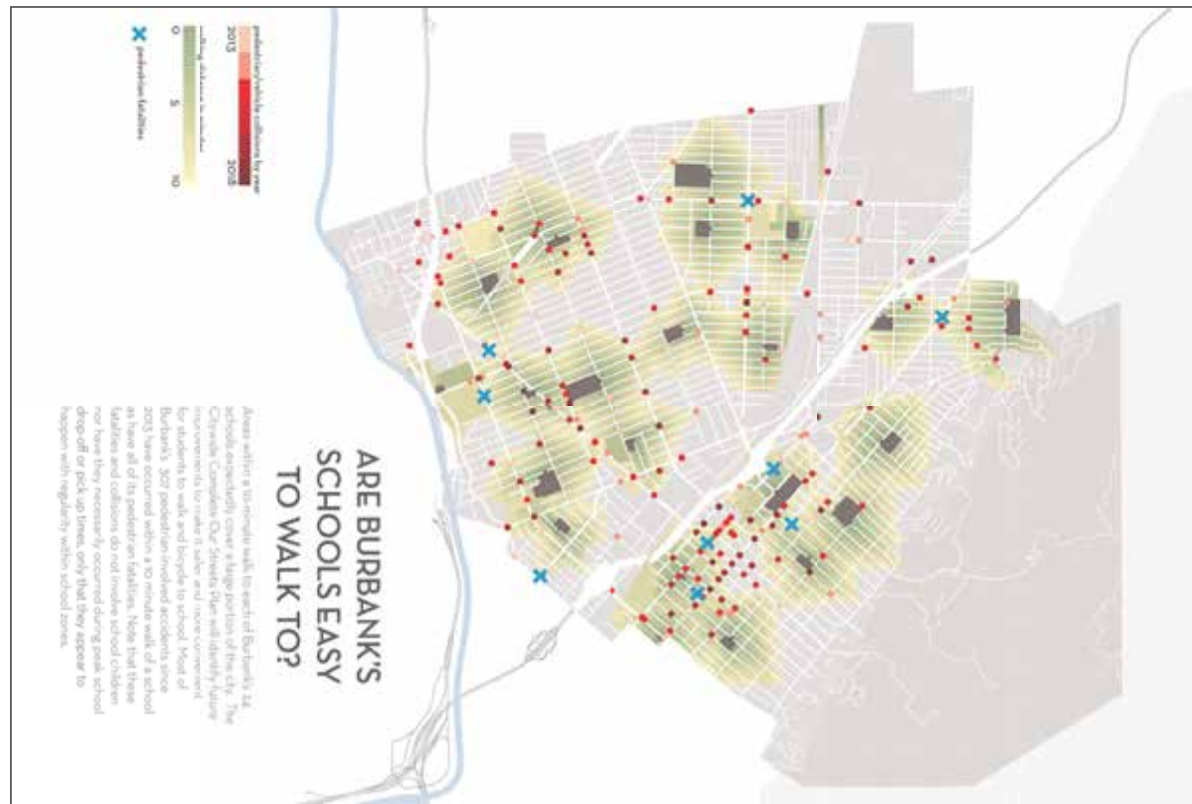 ARE BURBANK'S
SCHOOLS EASY
TO WALK TO?
Areas within a 10 minute walk to each of Burbank's 24
schools expectedly cover a large portion of the city. The
Citywide Complete Our Streets Plan will identify future
improvements to make it safer and more convenient
for students to walk and bicycle to school. Most of
Burbank's 307 pedestrian-involved accidents since
2013 have occurred within a 10 minute walk of a school
as have all of its pedestrian fatalities. Note that these
fatalities and collisions do not involve school children
nor have they necessarily occurred during peak school
drop off or pick up times, only that they appear to
happen with regularity within school zones.
pedestrian/vehicle collisions by year
2013 2018
walking distance in minutes
0 5 10
pedestrian fatalities